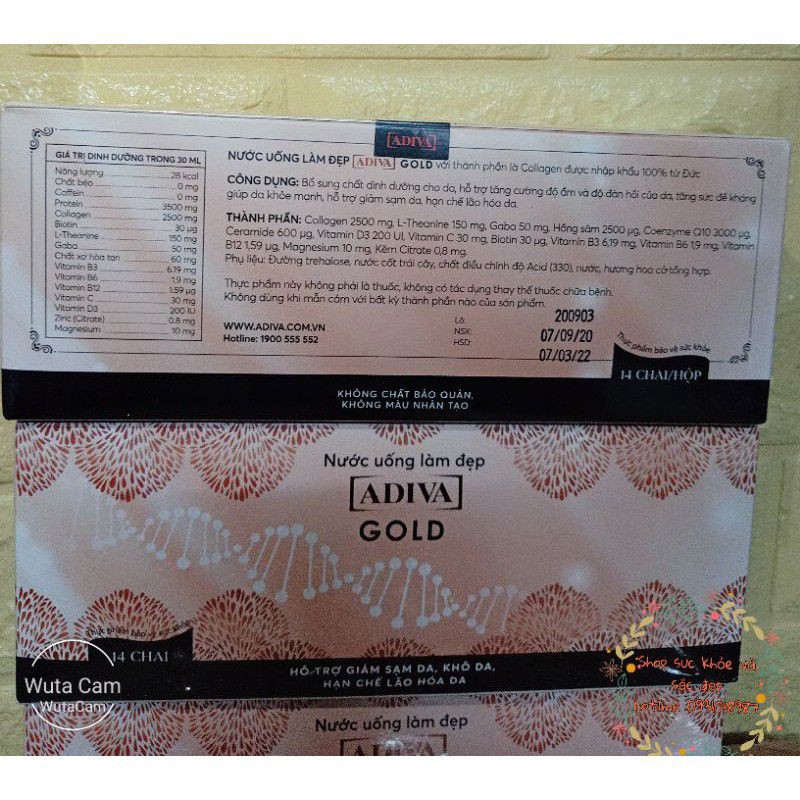 ADIVA
GIÁ TRỊ DINH DƯỠNG TRONG 30 ML
Năng lượng 28 kcal
Chất béo 0 mg
Caffein 0 mg
Protein 3500 mg
Collagen 2500 mg
Biotin 30 µg
L-Theanine 150 mg
Gaba 50 mg
Chất xơ hòa tan 60 mg
Vitamin B3 6.19 mg
Vitamin B6 1.9 mg
Vitamin B12 1.59 µg
Vitamin C 30 mg
Vitamin D3 200 IU
Zinc (Citrate) 0.8 mg
Magnesium 10 mg
NƯỚC UỐNG LÀM ĐẸP ADIVA GOLD với thành phần là Collagen được nhập khẩu 100% từ Đức
CÔNG DỤNG: Bổ sung chất dinh dưỡng cho da, hỗ trợ tăng cường độ ẩm và độ đàn hồi của da, tăng sức đề kháng
giúp da khỏe mạnh, hỗ trợ giảm sạm da, hạn chế lão hóa da.
THÀNH PHẦN: Collagen 2500 mg, L-Theanine 150 mg, Gaba 50 mg, Hồng sâm 2500 µg, Coenzyme Q10 3000 µg,
Ceramide 600 µg, Vitamin D3 200 UI, Vitamin C 30 mg, Biotin 30 µg, Vitamin B3 6,19 mg, Vitamin B6 1,9 mg, Vitamin
B12 1,59 µg, Magnesium 10 mg, Kẽm Citrate 0,8 mg.
Phụ liệu: Đường trehalose, nước cốt trái cây, chất điều chỉnh độ Acid (330), nước, hương hoa cỏ tổng hợp.
Thực phẩm này không phải là thuốc, không có tác dụng thay thế thuốc chữa bệnh.
Không dùng khi mẫn cảm với bất kỳ thành phần nào của sản phẩm.
WWW.ADIVA.COM.VN
Hotline: 1900 555 552
Lô: 200903
NSX: 07/09/20
HSD: 07/03/22
Thực phẩm bảo vệ sức khỏe
14 CHAI/HỘP
KHÔNG CHẤT BẢO QUẢN,
KHÔNG MÀU NHÂN TẠO
Nước uống làm đẹp
ADIVA
GOLD
Thực phẩm bảo vệ sức khỏe
14 CHAI
HỖ TRỢ GIẢM SẠM DA, KHÔ DA,
HẠN CHẾ LÃO HÓA DA
Wuta Cam
WutaCam
Shop sức khỏe và
sắc đẹp
Nước uống làm đẹp
ADIVA